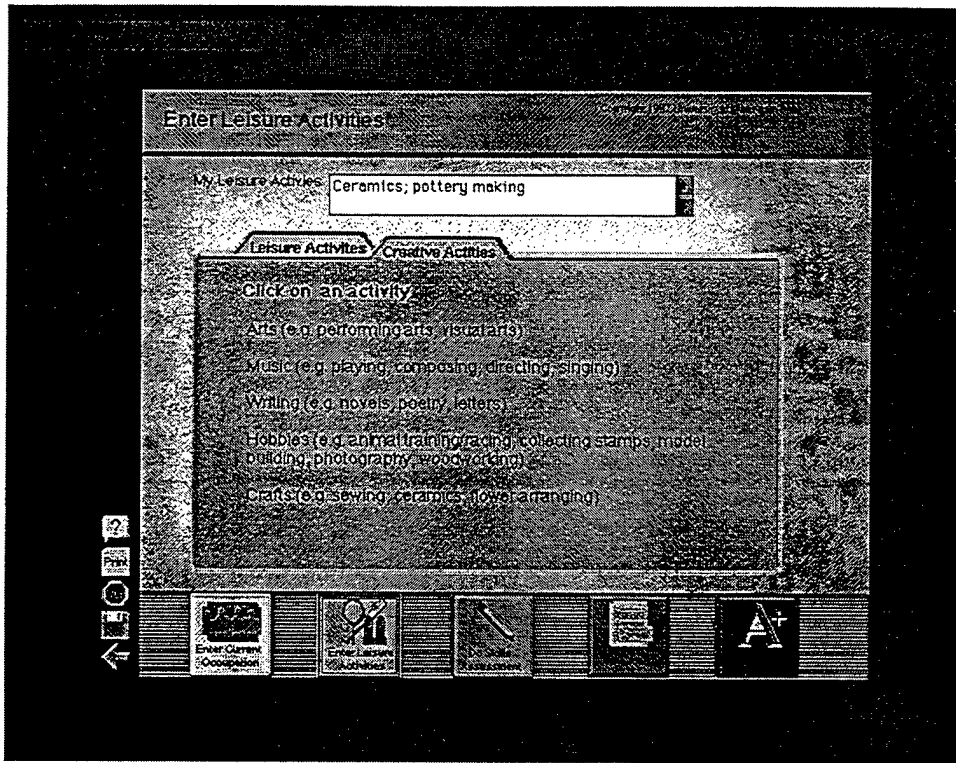 Enter Leisure Activities
My Leisure Activies
Ceramics; pottery making
Leisure Activites
Creative Actities
Click on an activity
Arts (e.g. performing arts, visual arts)
Music (e.g. playing, composing, directing, singing)
Writing (e.g. novels, poetry, letters)
Hobbies (e.g. animal training/racing, collecting stamps, model
building, photography, woodworking)
Crafts (e.g. sewing, ceramics, flower arranging)
?
Print
Enter Current
Occupation
Enter Leisure
Activities
Assessment
A+